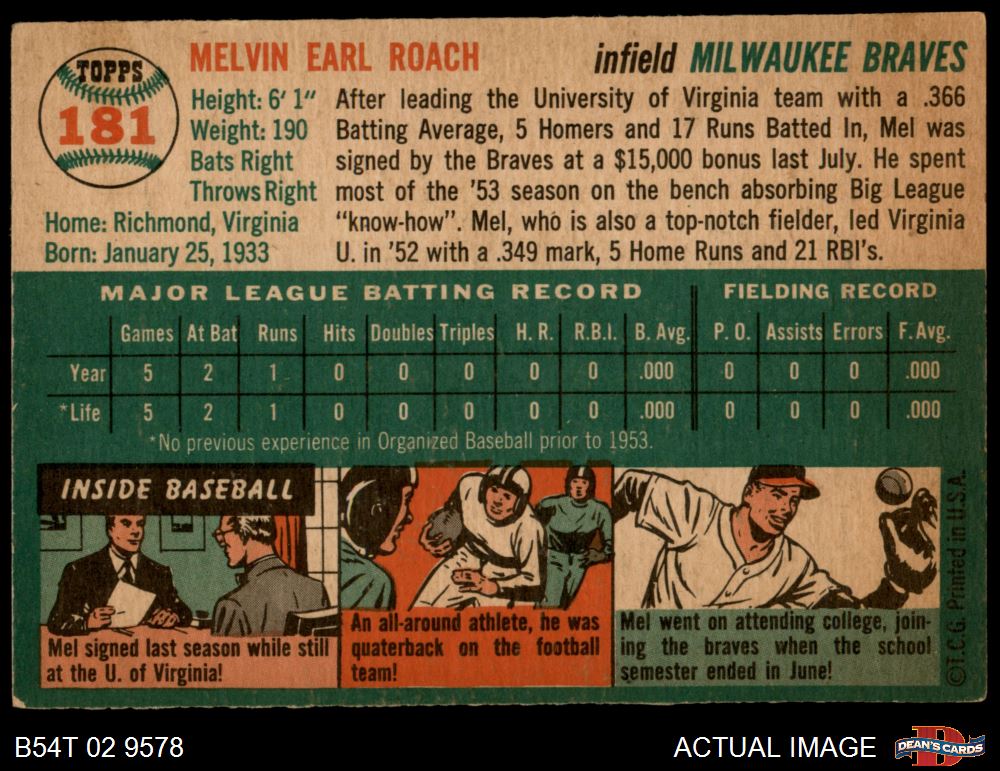 TOPPS
181
MELVIN EARL ROACH
infield MILWAUKEE BRAVES
Height: 6' 1"
Weight: 190
Bats Right
Throws Right
Home: Richmond, Virginia
Born: January 25, 1933
After leading the University of Virginia team with a .366
Batting Average, 5 Homers and 17 Runs Batted In, Mel was
signed by the Braves at a $15,000 bonus last July. He spent
most of the '53 season on the bench absorbing Big League
"know-how". Mel, who is also a top-notch fielder, led Virginia
U. in '52 with a .349 mark, 5 Home Runs and 21 RBI's.
MAJOR LEAGUE BATTING RECORD FIELDING RECORD
Games At Bat Runs Hits Doubles Triples H. R. R.B.I. B. Avg. P. O. Assists Errors F. Avg.
Year 5 2 1 0 0 0 0 0 .000 0 0 0 .000
*Life 5 2 1 0 0 0 0 0 .000 0 0 0 .000
*No previous experience in Organized Baseball prior to 1953.
INSIDE BASEBALL
Mel signed last season while still
at the U. of Virginia!
An all-around athlete, he was
quaterback on the football
team!
Mel went on attending college, join-
ing the braves when the school
semester ended in June!
©T.C.G. Printed in U.S.A.
B54T 02 9578
ACTUAL IMAGE
DEAN'S CARDS